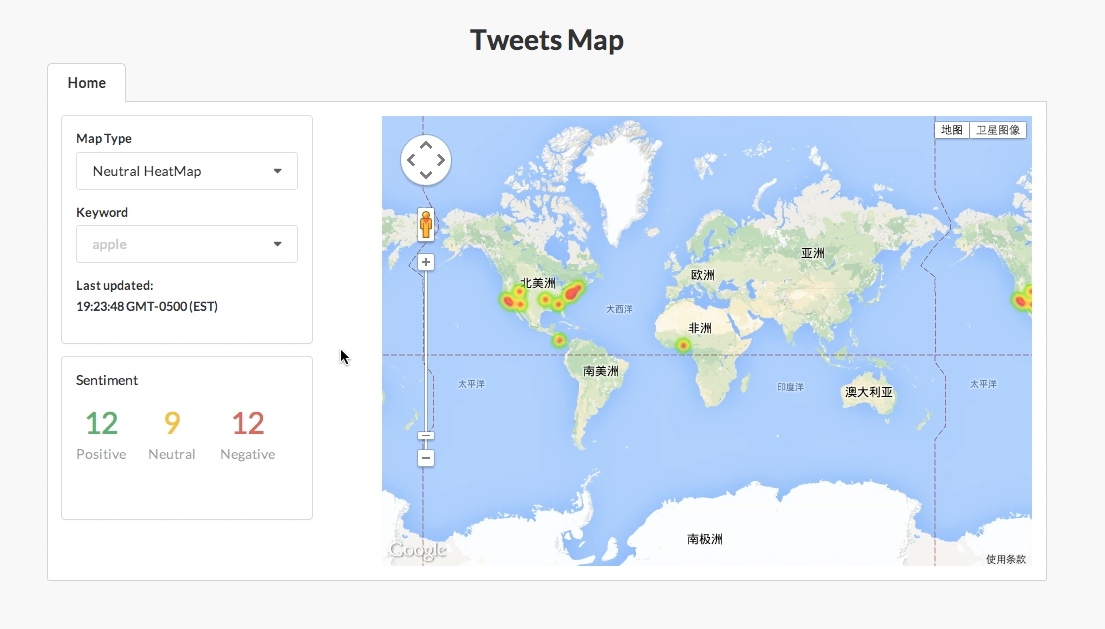 Tweets Map
Home
Map Type
Neutral HeatMap
Keyword
apple
Last updated:
19:23:48 GMT-0500 (EST)
Sentiment
12 9 12
Positive Neutral Negative
地图 卫星图像
亚洲
欧洲
北美洲
大西洋
非洲
南美洲
太平洋 印度洋 太平洋
澳大利亚
南极洲
Google
使用条款